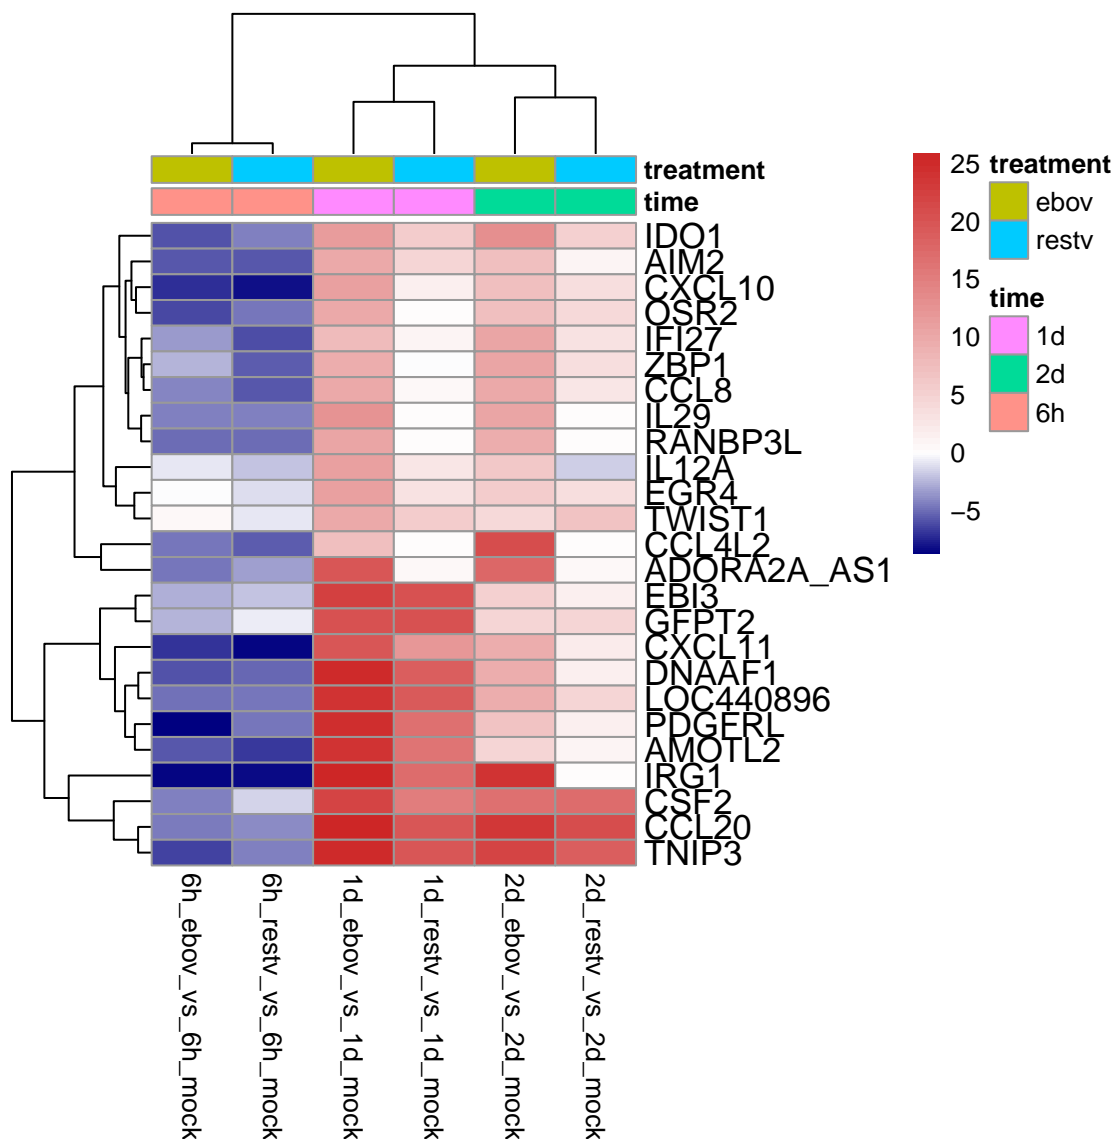 treatment
time
IDO1
AIM2
CXCL10
OSR2
IFI27
ZBP1
CCL8
IL29
RANBP3L
IL12A
EGR4
TWIST1
CCL4L2
ADORA2A_AS1
EBI3
GFPT2
CXCL11
DNAAF1
LOC440896
PDGFRL
AMOTL2
IRG1
CSF2
CCL20
TNIP3
6h_ebov_vs_6h_mock
6h_restv_vs_6h_mock
1d_ebov_vs_1d_mock
1d_restv_vs_1d_mock
2d_ebov_vs_2d_mock
2d_restv_vs_2d_mock
25
20
15
10
5
0
−5
treatment
ebov
restv
time
1d
2d
6h